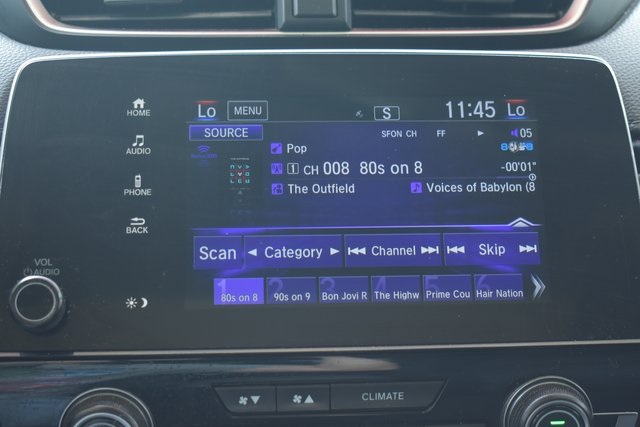 Lo MENU S 11:45 Lo
HOME
SOURCE SFON CH FF 05
AUDIO
Pop
1 CH 008 80s on 8 -00'01"
PHONE
The Outfield Voices of Babylon (8
BACK
Scan Category Channel Skip
VOL
AUDIO
1 2 3 4 5 6
80s on 8 90s on 9 Bon Jovi R The Highw Prime Cou Hair Nation
CLIMATE